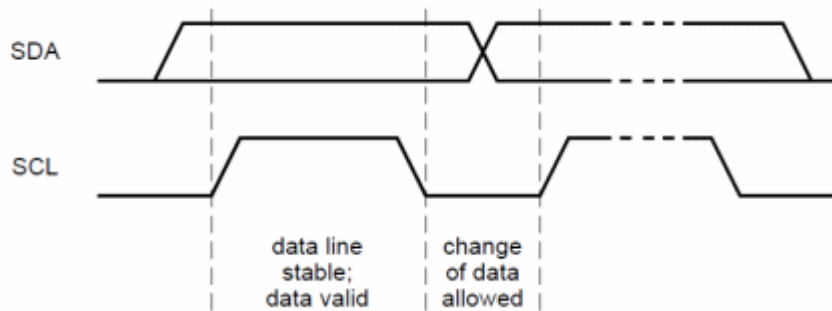 SDA
SCL
data line
stable;
data valid
change
of data
allowed